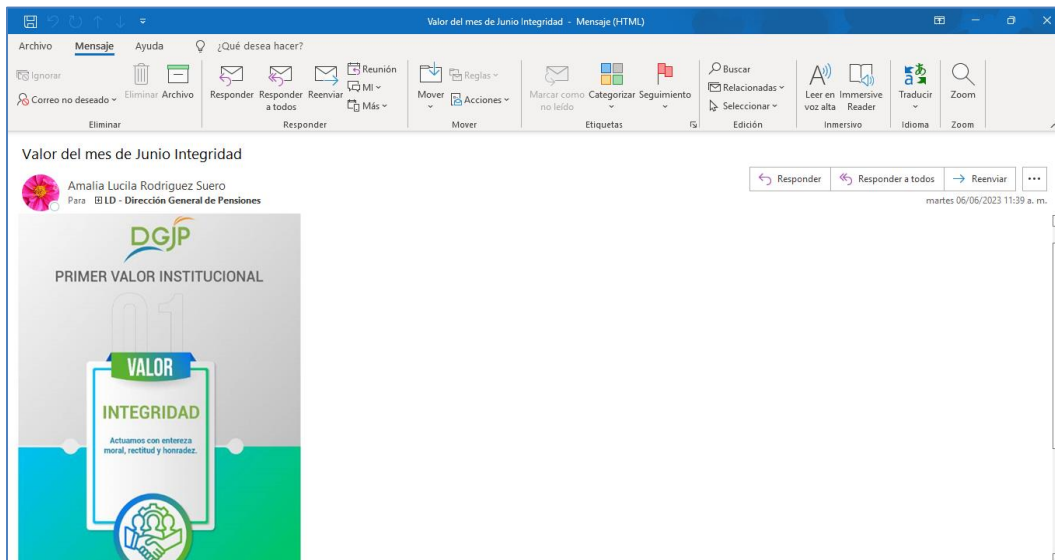 Valor del mes de Junio Integridad - Mensaje (HTML)
Archivo Mensaje Ayuda ¿Qué desea hacer?
Ignorar
Correo no deseado
Eliminar
Archivo
Eliminar
Responder
Responder a todos
Reenviar
Reunión
MI
Más
Responder
Mover
Reglas
Acciones
Mover
Marcar como no leído
Categorizar
Seguimiento
Etiquetas
Buscar
Relacionadas
Seleccionar
Edición
Leer en voz alta
Immersive Reader
Inmersivo
Traducir
Idioma
Zoom
Zoom
Valor del mes de Junio Integridad
Amalia Lucila Rodriguez Suero
Para LD - Dirección General de Pensiones
Responder Responder a todos Reenviar
martes 06/06/2023 11:39 a. m.
DGJP
PRIMER VALOR INSTITUCIONAL
01
VALOR
INTEGRIDAD
Actuamos con entereza
moral, rectitud y honradez.